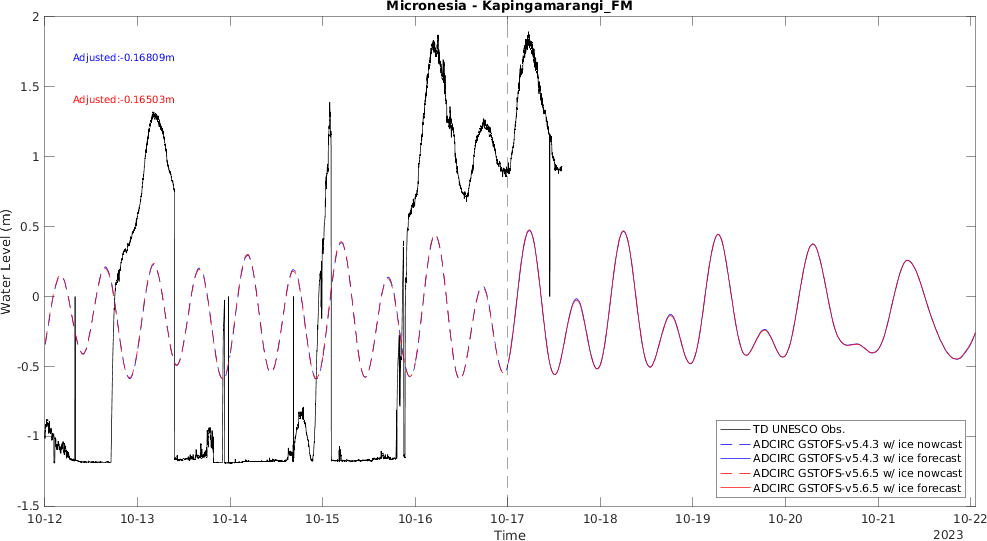 Micronesia - Kapingamarangi_FM
Water Level (m)
2
1.5
1
0.5
0
-0.5
-1
-1.5
Adjusted:-0.16809m
Adjusted:-0.16503m
TD UNESCO Obs.
ADCIRC GSTOFS-v5.4.3 w/ ice nowcast
ADCIRC GSTOFS-v5.4.3 w/ ice forecast
ADCIRC GSTOFS-v5.6.5 w/ ice nowcast
ADCIRC GSTOFS-v5.6.5 w/ ice forecast
10-12 10-13 10-14 10-15 10-16 10-17 10-18 10-19 10-20 10-21 10-22
Time
2023